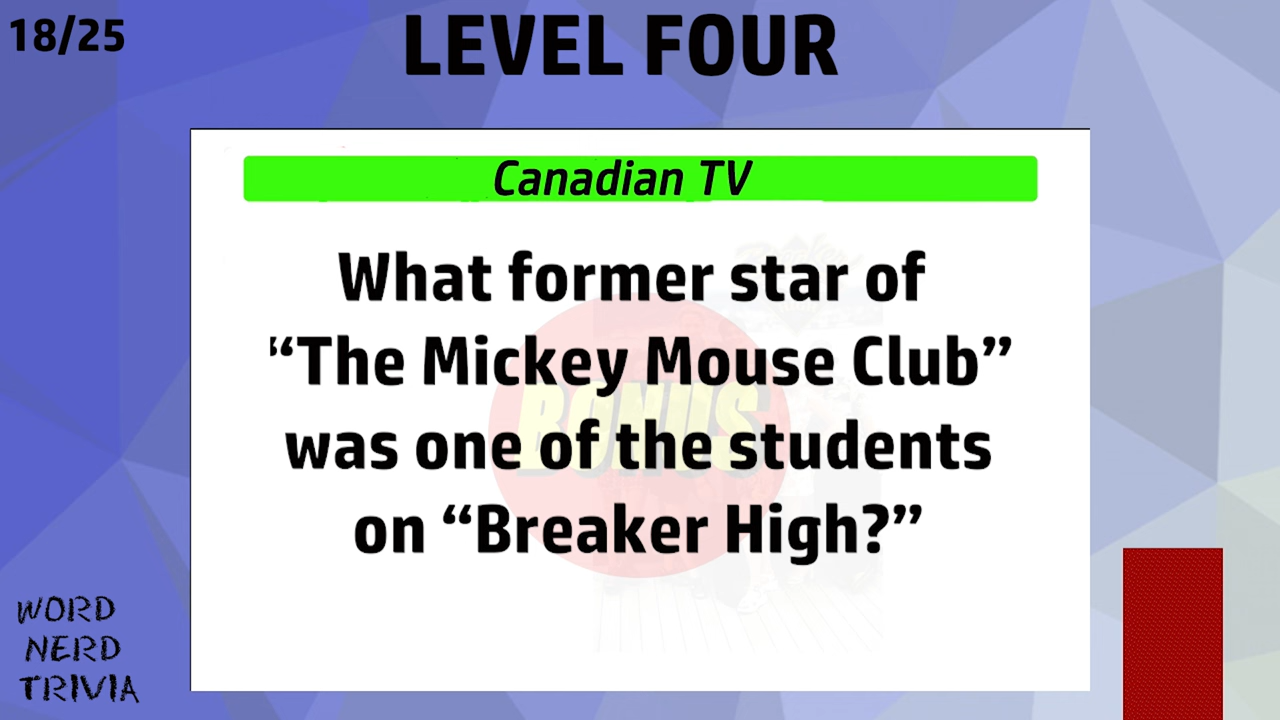 18/25
LEVEL FOUR
Canadian TV
What former star of
“The Mickey Mouse Club”
was one of the students
on “Breaker High?”
BONUS
WORD
NERD
TRIVIA